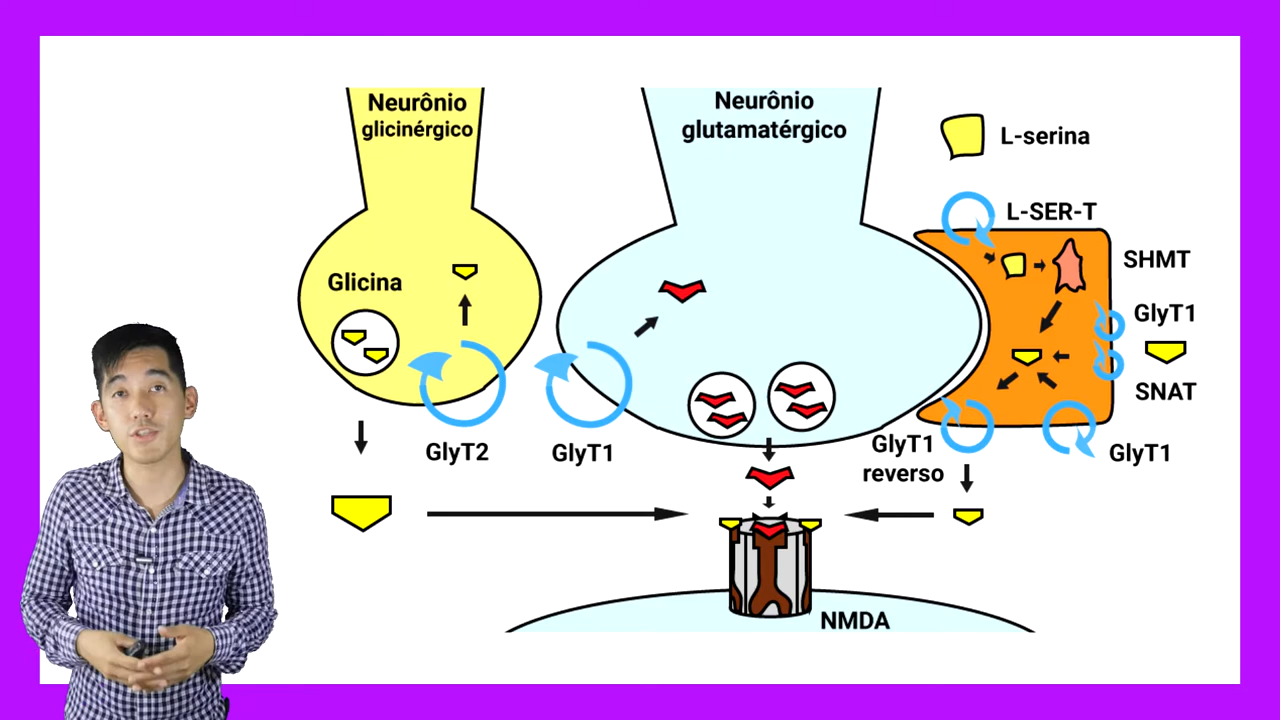 Neurônio
glicinérgico
Neurônio
glutamatérgico
L-serina
L-SER-T
SHMT
Glicina
GlyT1
SNAT
GlyT2
GlyT1
GlyT1
reverso
GlyT1
NMDA